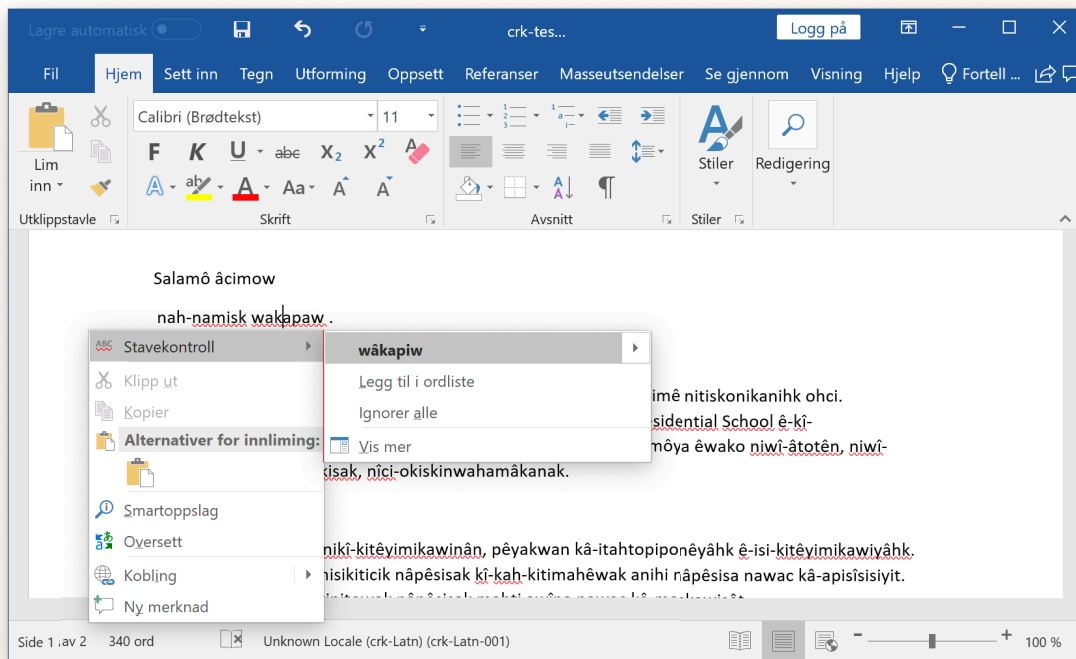 Lagre automatisk
crk-tes...
Logg på
Fil Hjem Sett inn Tegn Utforming Oppsett Referanser Masseutsendelser Se gjennom Visning Hjelp Fortell ...
Calibri (Brødtekst) 11
Lim inn
F K U abc X₂ X²
A ab A Aa A A
Stiler
Redigering
Utklippstavle Skrift Avsnitt Stiler
Salamô âcimow
nah-namisk wakapaw .
ABC Stavekontroll
Klipp ut
Kopier
Alternativer for innliming:
Smartoppslag
Oversett
Kobling
Ny merknad
wâkapiw
Legg til i ordliste
Ignorer alle
Vis mer
imê nitiskonikanihk ohci.
sidential School ê-kî-
môya êwako niwî-âtotên, niwî-
kisak, nîci-okiskinwahamâkanak.
nikî-kitêyimikawinân, pêyakwan kâ-itahtopiponêyâhk ê-isi-kitêyimikawiyâhk.
nisikiticik nâpêsisak kî-kah-kitimahêwak anihi nâpêsisa nawac kâ-apisîsisiyit.
Side 1 av 2 340 ord Unknown Locale (crk-Latn) (crk-Latn-001) 100 %